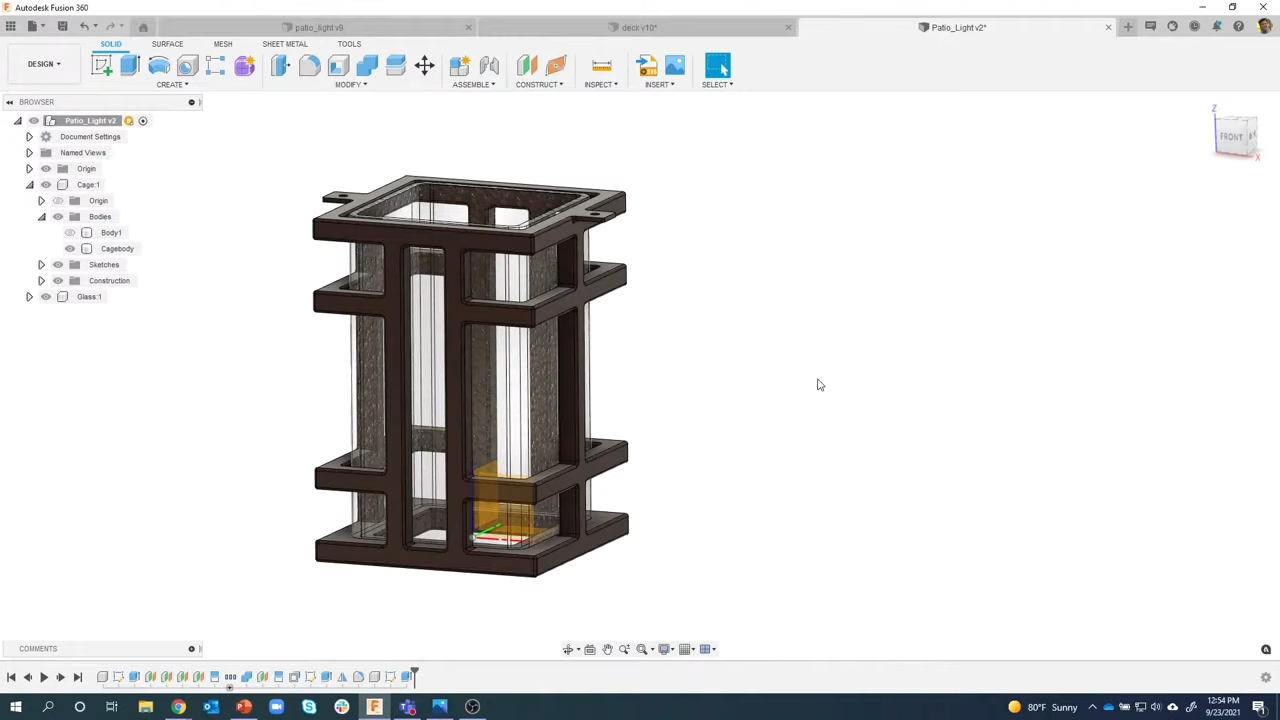 Autodesk Fusion 360
patio_light v9
deck v10*
Patio_Light v2*
DESIGN
SOLID
SURFACE
MESH
SHEET METAL
TOOLS
CREATE
MODIFY
ASSEMBLE
CONSTRUCT
INSPECT
INSERT
SELECT
BROWSER
Patio_Light v2
Document Settings
Named Views
Origin
Cage:1
Origin
Bodies
Body1
Cagebody
Sketches
Construction
Glass:1
Z
FRONT
X
COMMENTS
80°F Sunny
12:54 PM
9/23/2021
1